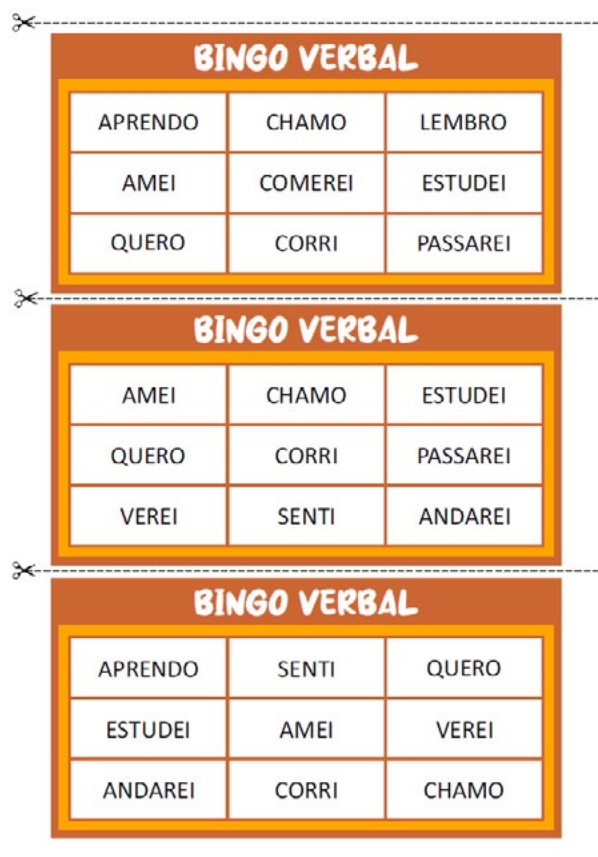 BINGO VERBAL
APRENDO CHAMO LEMBRO
AMEI COMEREI ESTUDEI
QUERO CORRI PASSAREI
BINGO VERBAL
AMEI CHAMO ESTUDEI
QUERO CORRI PASSAREI
VEREI SENTI ANDAREI
BINGO VERBAL
APRENDO SENTI QUERO
ESTUDEI AMEI VEREI
ANDAREI CORRI CHAMO